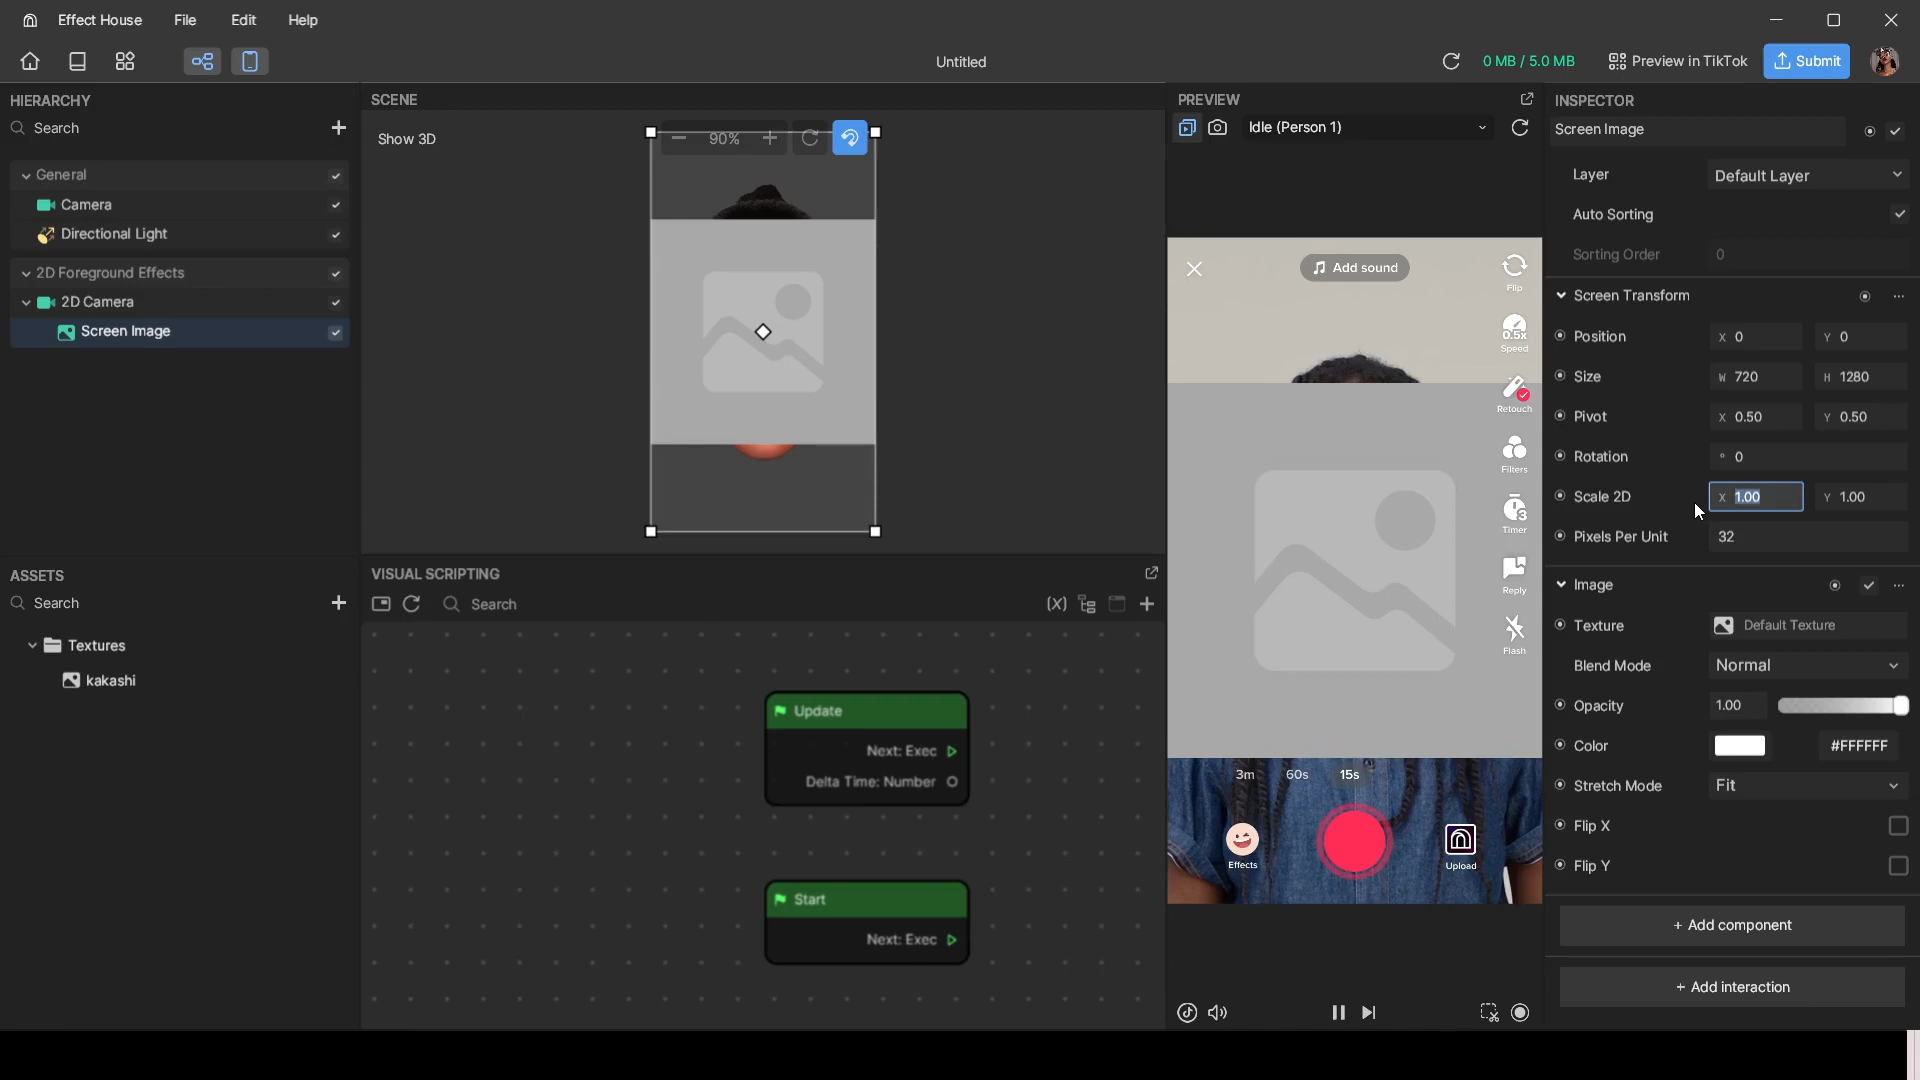 Effect House File Edit Help
Untitled
0 MB / 5.0 MB
Preview in TikTok
Submit
HIERARCHY
Search
General
Camera
Directional Light
2D Foreground Effects
2D Camera
Screen Image
ASSETS
Search
Textures
kakashi
SCENE
Show 3D
90%
VISUAL SCRIPTING
Search
(X)
Update
Next: Exec
Delta Time: Number
Start
Next: Exec
PREVIEW
Idle (Person 1)
Add sound
Flip
0.5x
Speed
Retouch
Filters
3
Timer
Reply
Flash
3m 60s 15s
Effects
Upload
INSPECTOR
Screen Image
Layer Default Layer
Auto Sorting
Sorting Order 0
Screen Transform
Position X 0 Y 0
Size W 720 H 1280
Pivot X 0.50 Y 0.50
Rotation ° 0
Scale 2D X 1.00 Y 1.00
Pixels Per Unit 32
Image
Texture Default Texture
Blend Mode Normal
Opacity 1.00
Color #FFFFFF
Stretch Mode Fit
Flip X
Flip Y
+ Add component
+ Add interaction